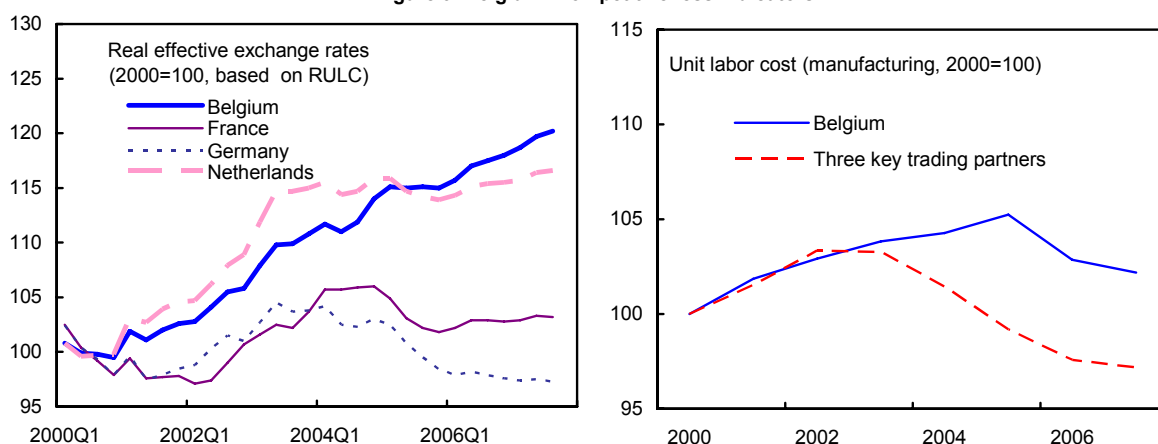 130
125
120
115
110
105
100
95
Real effective exchange rates
(2000=100, based on RULC)
Belgium
France
Germany
Netherlands
2000Q1 2002Q1 2004Q1 2006Q1
115
110
105
100
95
Unit labor cost (manufacturing, 2000=100)
Belgium
Three key trading partners
2000 2002 2004 2006